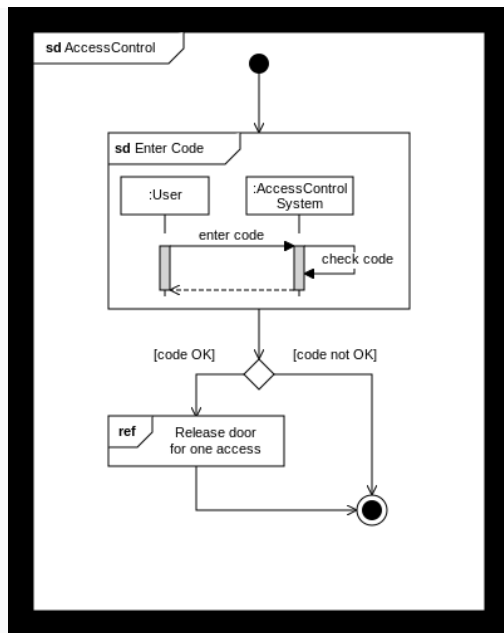 sd AccessControl
sd Enter Code
:User
:AccessControl
System
enter code
check code
[code OK]
[code not OK]
ref
Release door
for one access